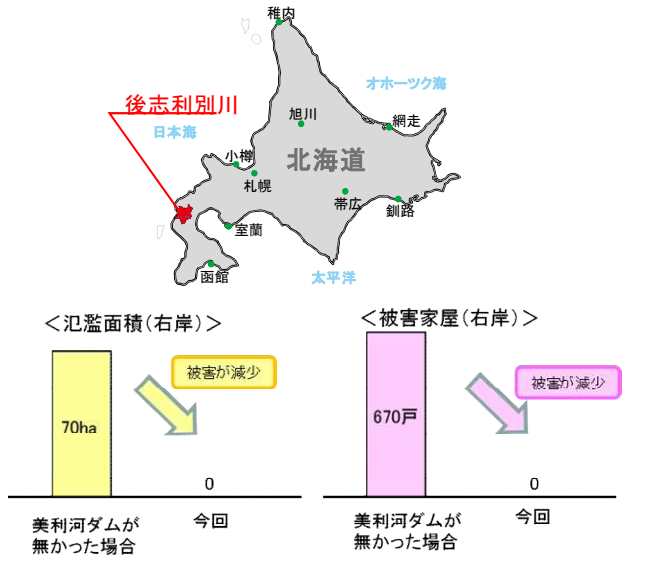 稚内
オホーツク海
後志利別川
旭川
網走
日本海
小樽
北海道
札幌
帯広
釧路
室蘭
函館
太平洋
＜氾濫面積（右岸）＞
被害が減少
70ha
0
美利河ダムが
無かった場合
今回
＜被害家屋（右岸）＞
被害が減少
670戸
0
美利河ダムが
無かった場合
今回